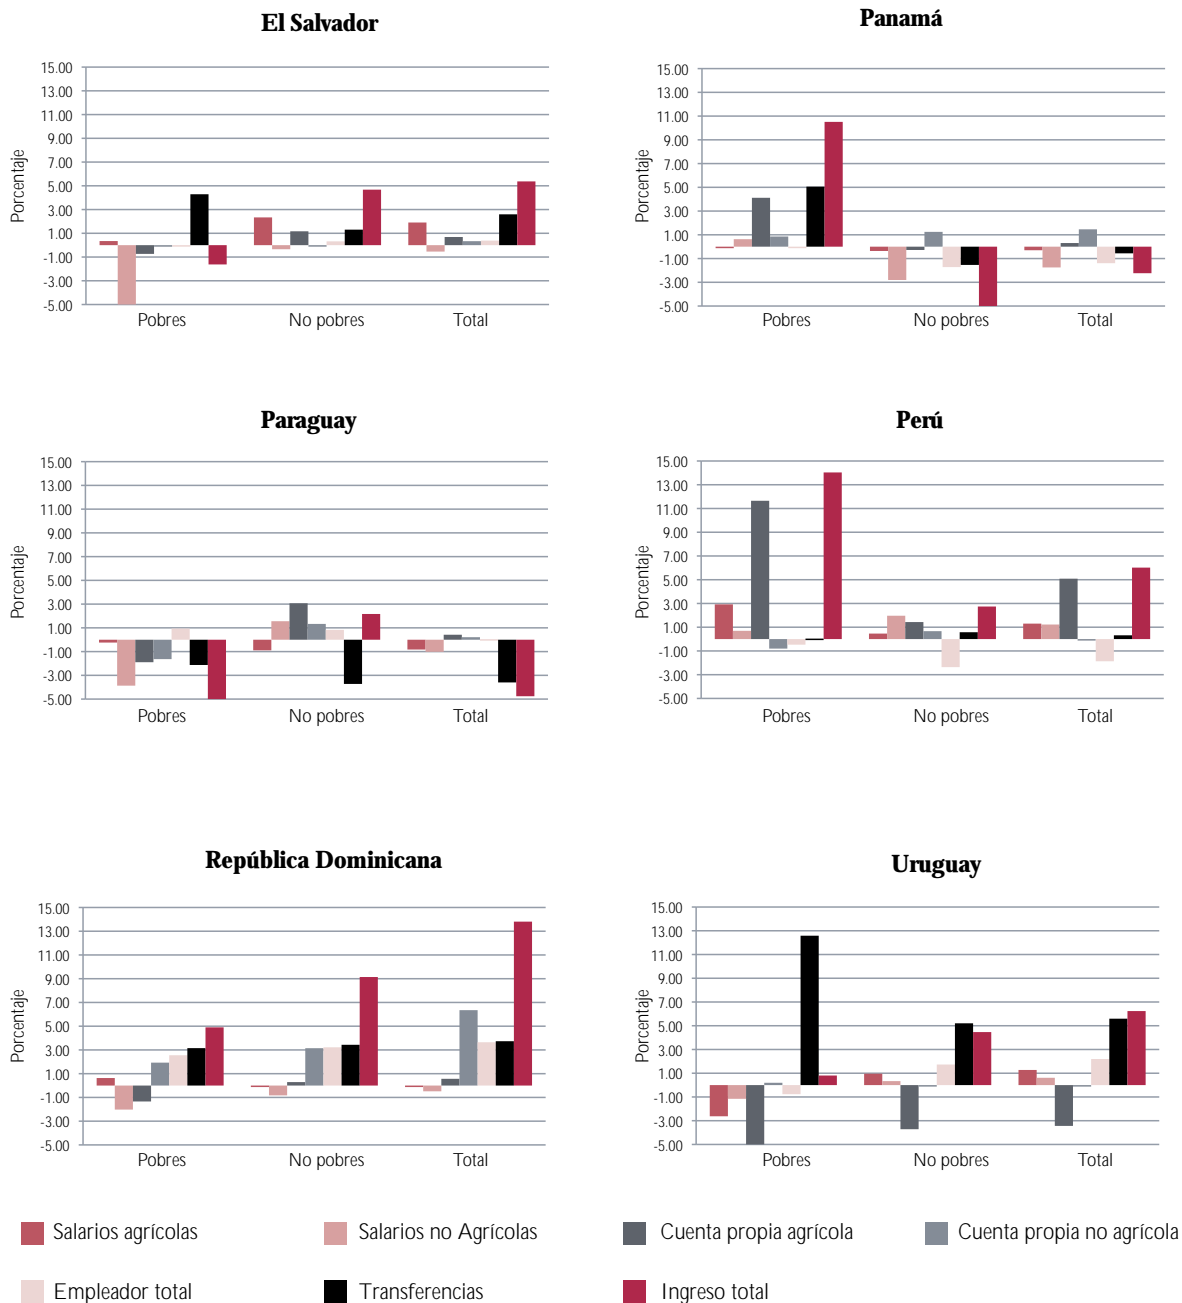 El Salvador
15.00
13.00
11.00
9.00
7.00
5.00
3.00
1.00
-1.00
-3.00
-5.00
Porcentaje
Pobres
No pobres
Total
Panamá
15.00
13.00
11.00
9.00
7.00
5.00
3.00
1.00
-1.00
-3.00
-5.00
Porcentaje
Pobres
No pobres
Total
Paraguay
15.00
13.00
11.00
9.00
7.00
5.00
3.00
1.00
-1.00
-3.00
-5.00
Porcentaje
Pobres
No pobres
Total
Perú
15.00
13.00
11.00
9.00
7.00
5.00
3.00
1.00
-1.00
-3.00
-5.00
Porcentaje
Pobres
No pobres
Total
República Dominicana
15.00
13.00
11.00
9.00
7.00
5.00
3.00
1.00
-1.00
-3.00
-5.00
Porcentaje
Pobres
No pobres
Total
Uruguay
15.00
13.00
11.00
9.00
7.00
5.00
3.00
1.00
-1.00
-3.00
-5.00
Porcentaje
Pobres
No pobres
Total
Salarios agrícolas
Salarios no Agrícolas
Cuenta propia agrícola
Cuenta propia no agrícola
Empleador total
Transferencias
Ingreso total